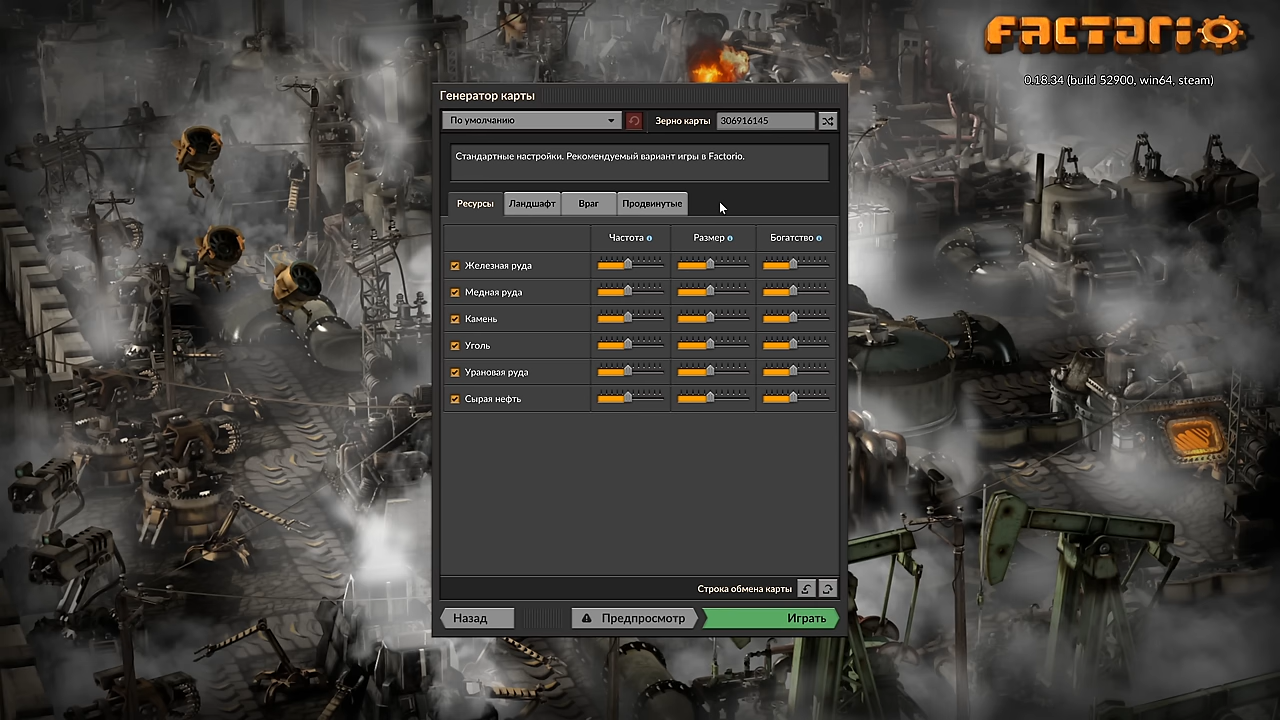 FACTORIO
0.18.34 (build 52900, win64, steam)
Генератор карты
По умолчанию Зерно карты 306916145
Стандартные настройки. Рекомендуемый вариант игры в Factorio.
Ресурсы Ландшафт Враг Продвинутые
Частота Размер Богатство
Железная руда
Медная руда
Камень
Уголь
Урановая руда
Сырая нефть
Строка обмена карты
Назад Предпросмотр Играть